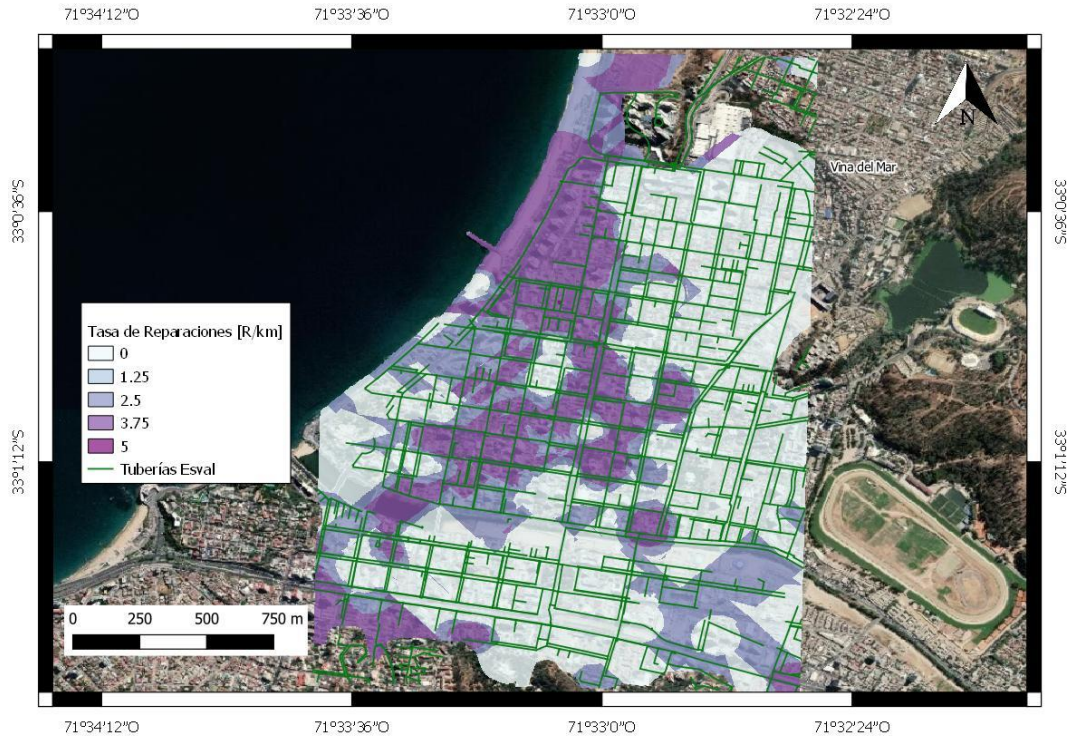 71°34'12"O 71°33'36"O 71°33'0"O 71°32'24"O
N
Vina del Mar
33°0'36"S
33°0'36"S
Tasa de Reparaciones [R/km]
0
1.25
2.5
3.75
5
Tuberías Esval
33°1'12"S
33°1'12"S
0 250 500 750 m
71°34'12"O 71°33'36"O 71°33'0"O 71°32'24"O